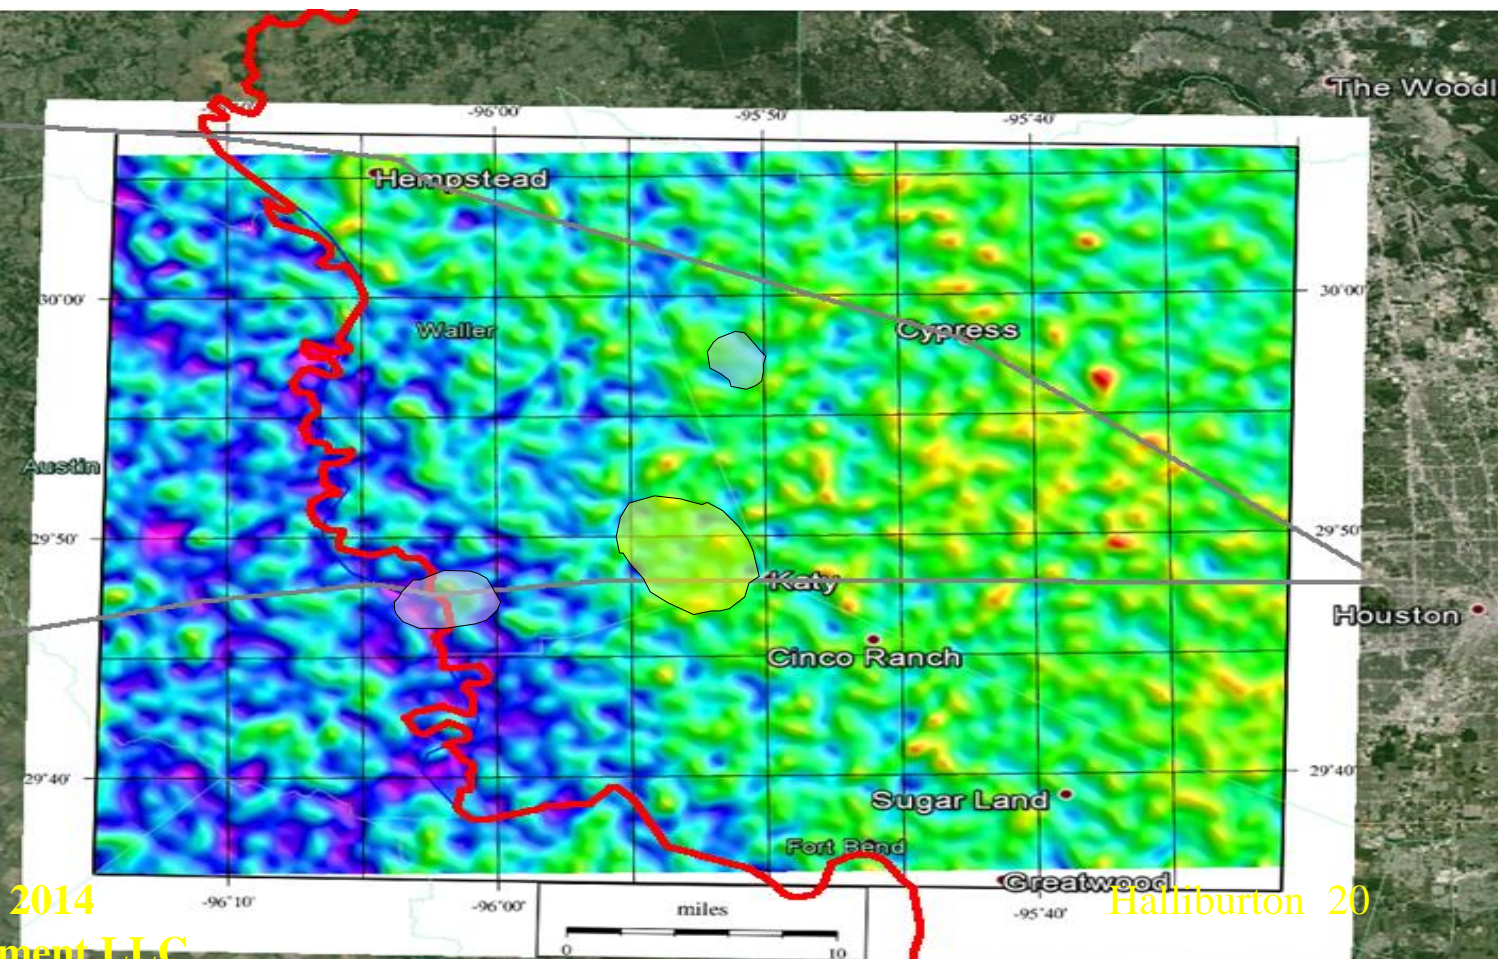 The Woodl
-96°00'
-95°50'
-95°40'
Hempstead
30°00'
30°00'
Waller
Cypress
Austin
29°50'
29°50'
Katy
Houston
Cinco Ranch
29°40'
29°40'
Sugar Land
Fort Bend
Greatwood
2014
-96°10'
-96°00'
miles
-95°40'
Halliburton 20
ment LLC
0
10